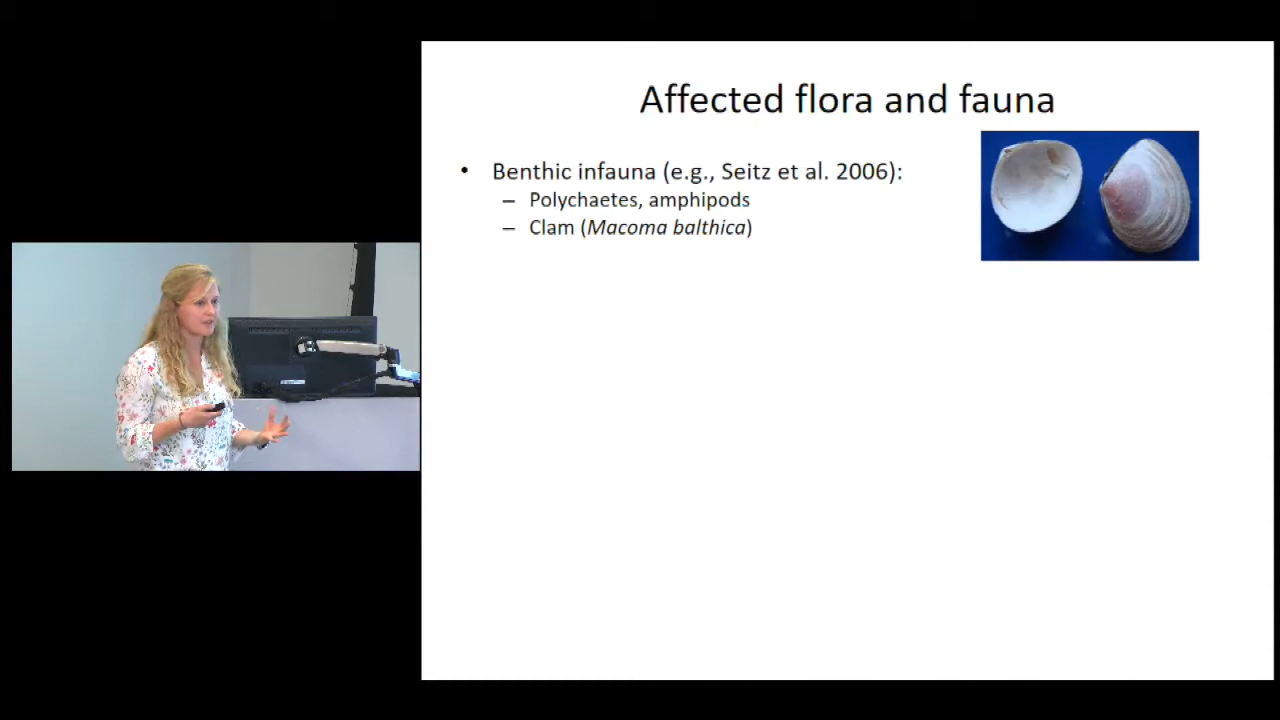 Affected flora and fauna
• Benthic infauna (e.g., Seitz et al. 2006):
– Polychaetes, amphipods
– Clam (Macoma balthica)